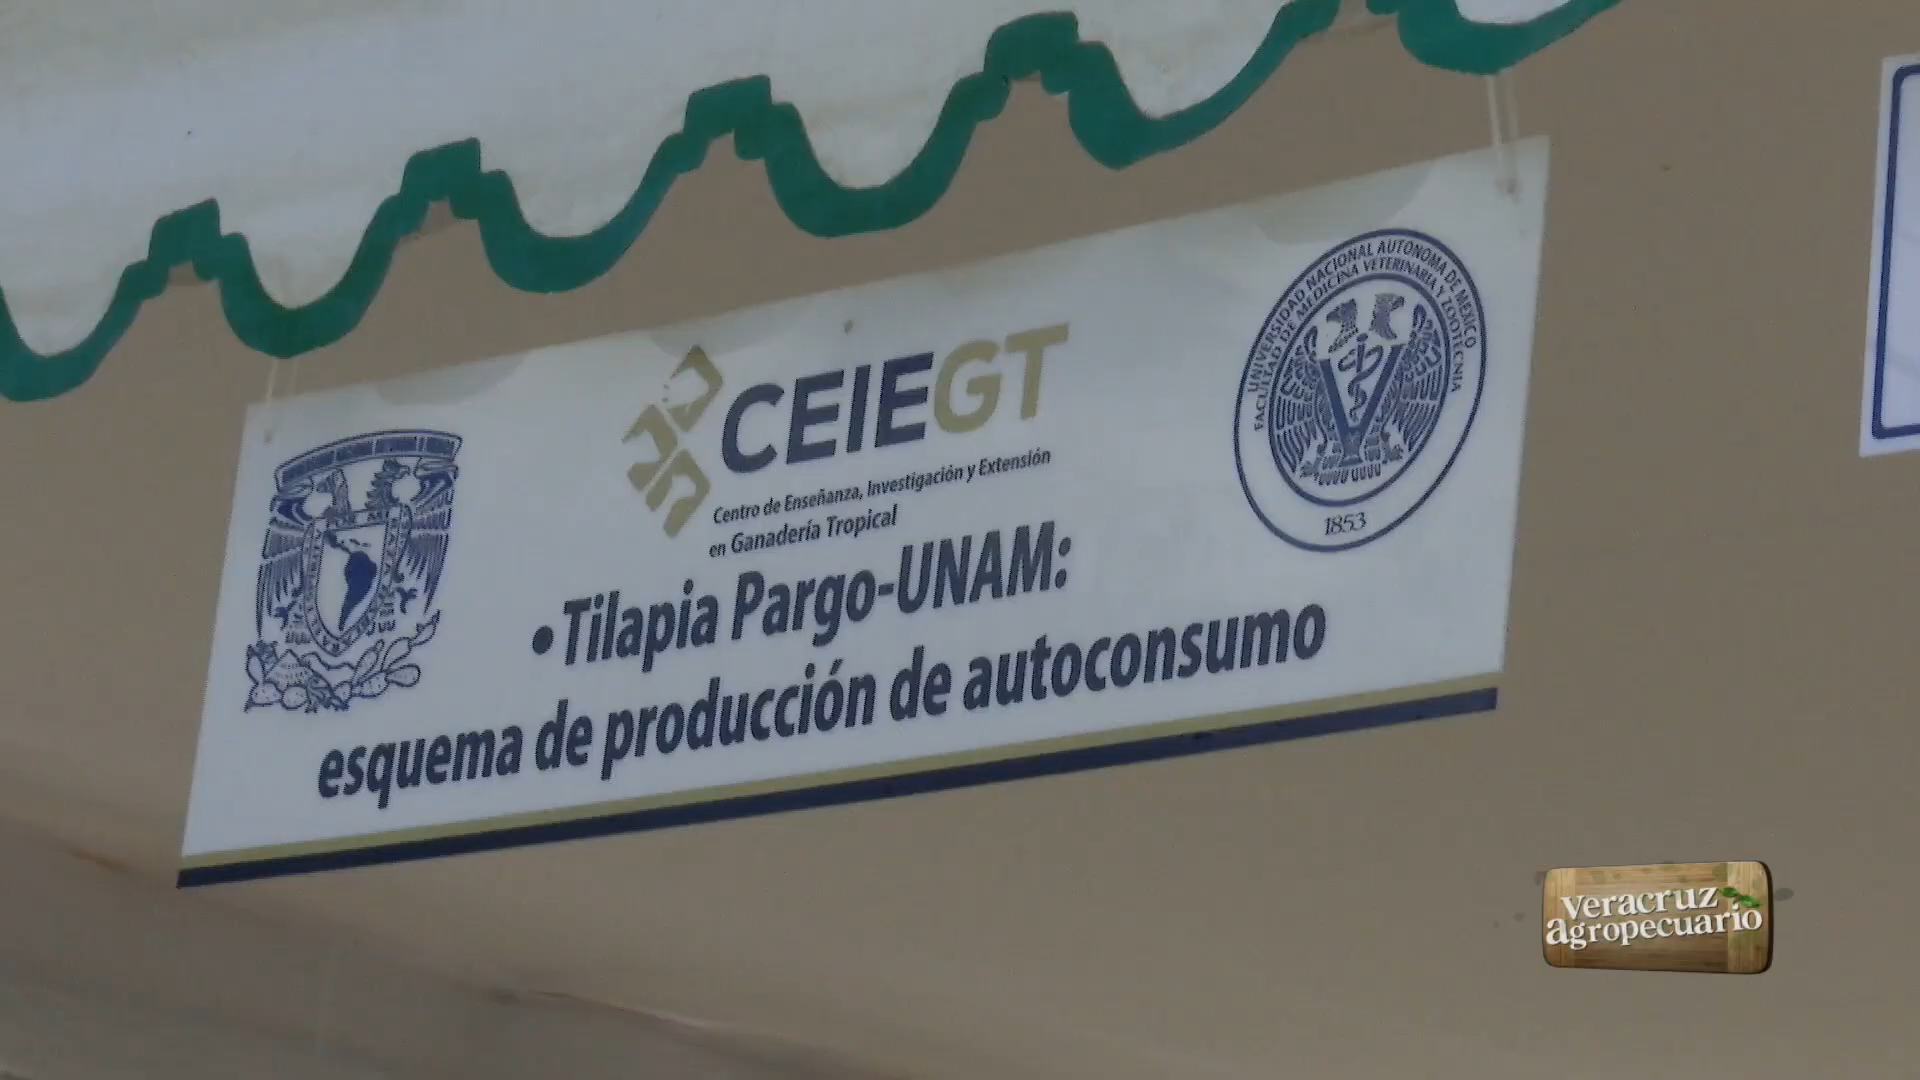 CEIEGT
Centro de Enseñanza, Investigación y Extensión
en Ganadería Tropical
•Tilapia Pargo-UNAM:
esquema de producción de autoconsumo
UNIVERSIDAD NACIONAL AUTONOMA DE MEXICO
FACULTAD DE MEDICINA VETERINARIA Y ZOOTECNIA
1853
veracruz
agropecuario